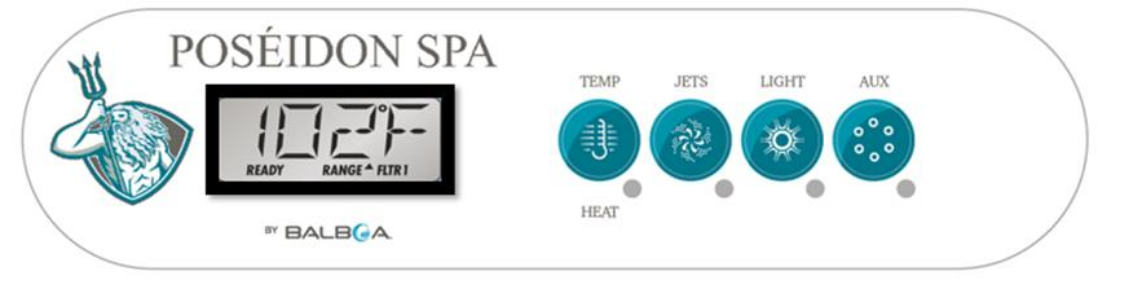 POSÉIDON SPA
102°F
READY RANGE FLTR1
BY BALBOA
TEMP JETS LIGHT AUX
HEAT